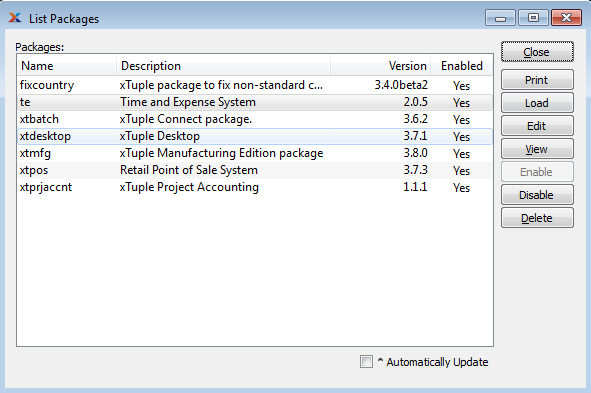 List Packages
Packages:
Name Description Version Enabled
fixcountry xTuple package to fix non-standard c... 3.4.0beta2 Yes
te Time and Expense System 2.0.5 Yes
xtbatch xTuple Connect package. 3.6.2 Yes
xtdesktop xTuple Desktop 3.7.1 Yes
xtmfg xTuple Manufacturing Edition package 3.8.0 Yes
xtpos Retail Point of Sale System 3.7.3 Yes
xtprjaccnt xTuple Project Accounting 1.1.1 Yes
Close
Print
Load
Edit
View
Enable
Disable
Delete
^ Automatically Update